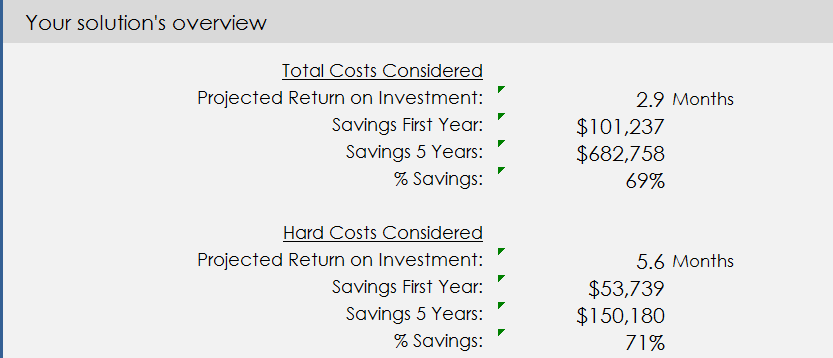 Your solution's overview
Total Costs Considered
Projected Return on Investment: 2.9 Months
Savings First Year: $101,237
Savings 5 Years: $682,758
% Savings: 69%
Hard Costs Considered
Projected Return on Investment: 5.6 Months
Savings First Year: $53,739
Savings 5 Years: $150,180
% Savings: 71%